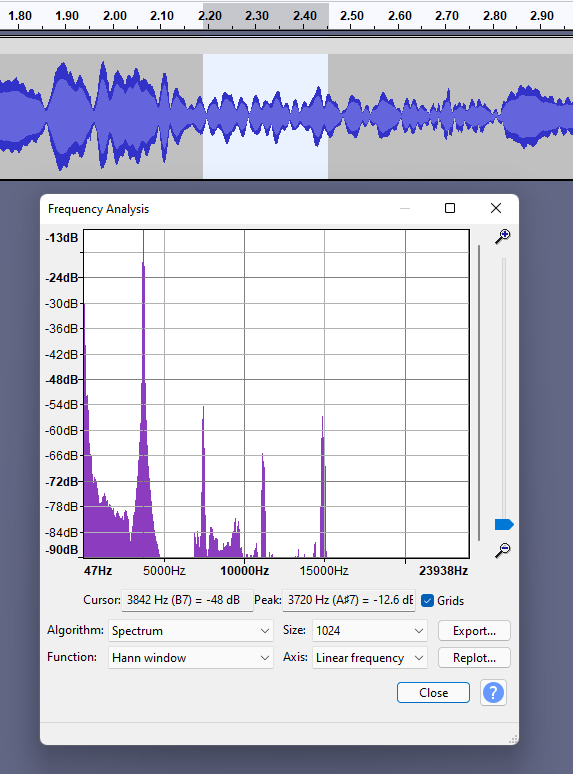 1.80 1.90 2.00 2.10 2.20 2.30 2.40 2.50 2.60 2.70 2.80 2.90
Frequency Analysis
-13dB
-24dB
-30dB
-36dB
-42dB
-48dB
-54dB
-60dB
-66dB
-72dB
-78dB
-84dB
-90dB
47Hz 5000Hz 10000Hz 15000Hz 23938Hz
Cursor: 3842 Hz (B7) = -48 dB Peak: 3720 Hz (A♯7) = -12.6 dB Grids
Algorithm: Spectrum Size: 1024 Export...
Function: Hann window Axis: Linear frequency Replot...
Close ?